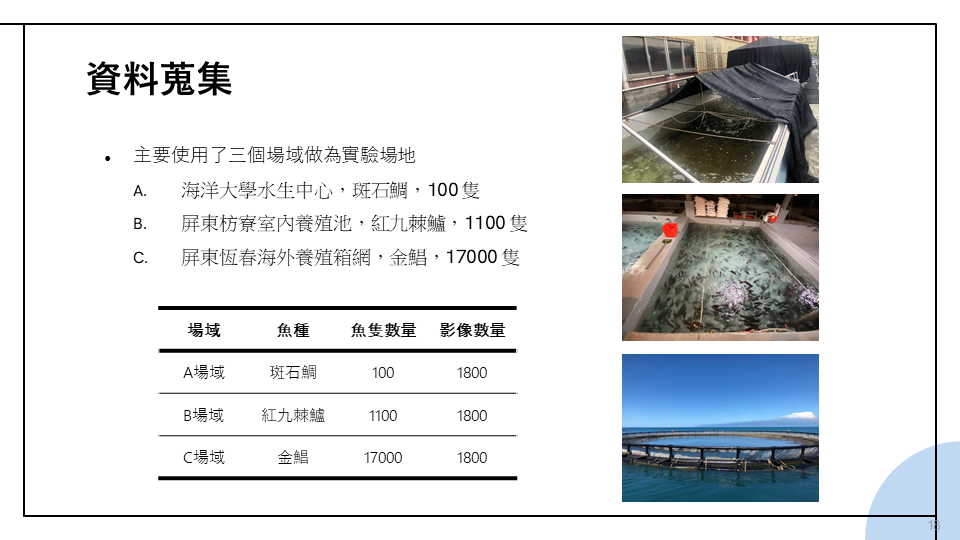 資料蒐集
• 主要使用了三個場域做為實驗場地
A. 海洋大學水生中心，斑石鯛，100 隻
B. 屏東枋寮室內養殖池，紅九棘鱸，1100 隻
C. 屏東恆春海外養殖箱網，金鯧，17000 隻
場域 魚種 魚隻數量 影像數量
A場域 斑石鯛 100 1800
B場域 紅九棘鱸 1100 1800
C場域 金鯧 17000 1800